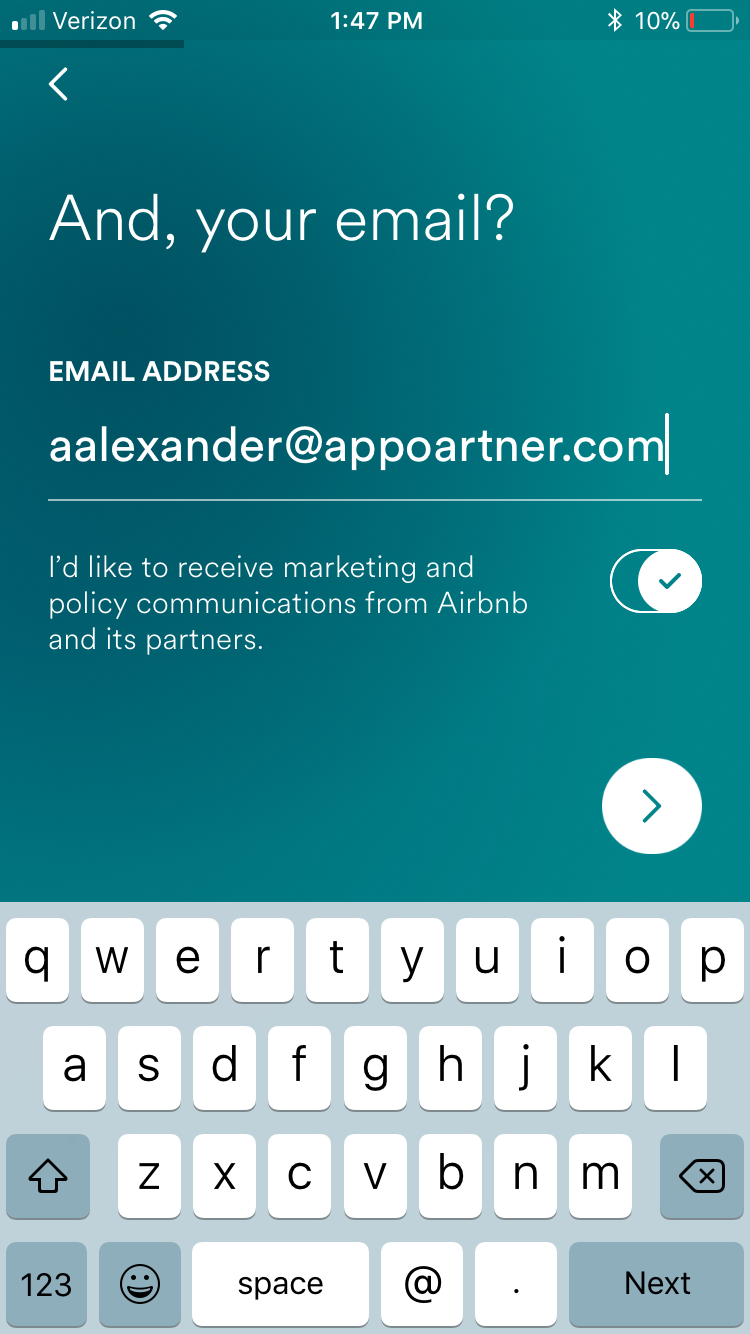 Verizon 1:47 PM 10%
And, your email?
EMAIL ADDRESS
aalexander@appoartner.com
I'd like to receive marketing and
policy communications from Airbnb
and its partners.
q w e r t y u i o p
a s d f g h j k l
z x c v b n m
123 space @ . Next